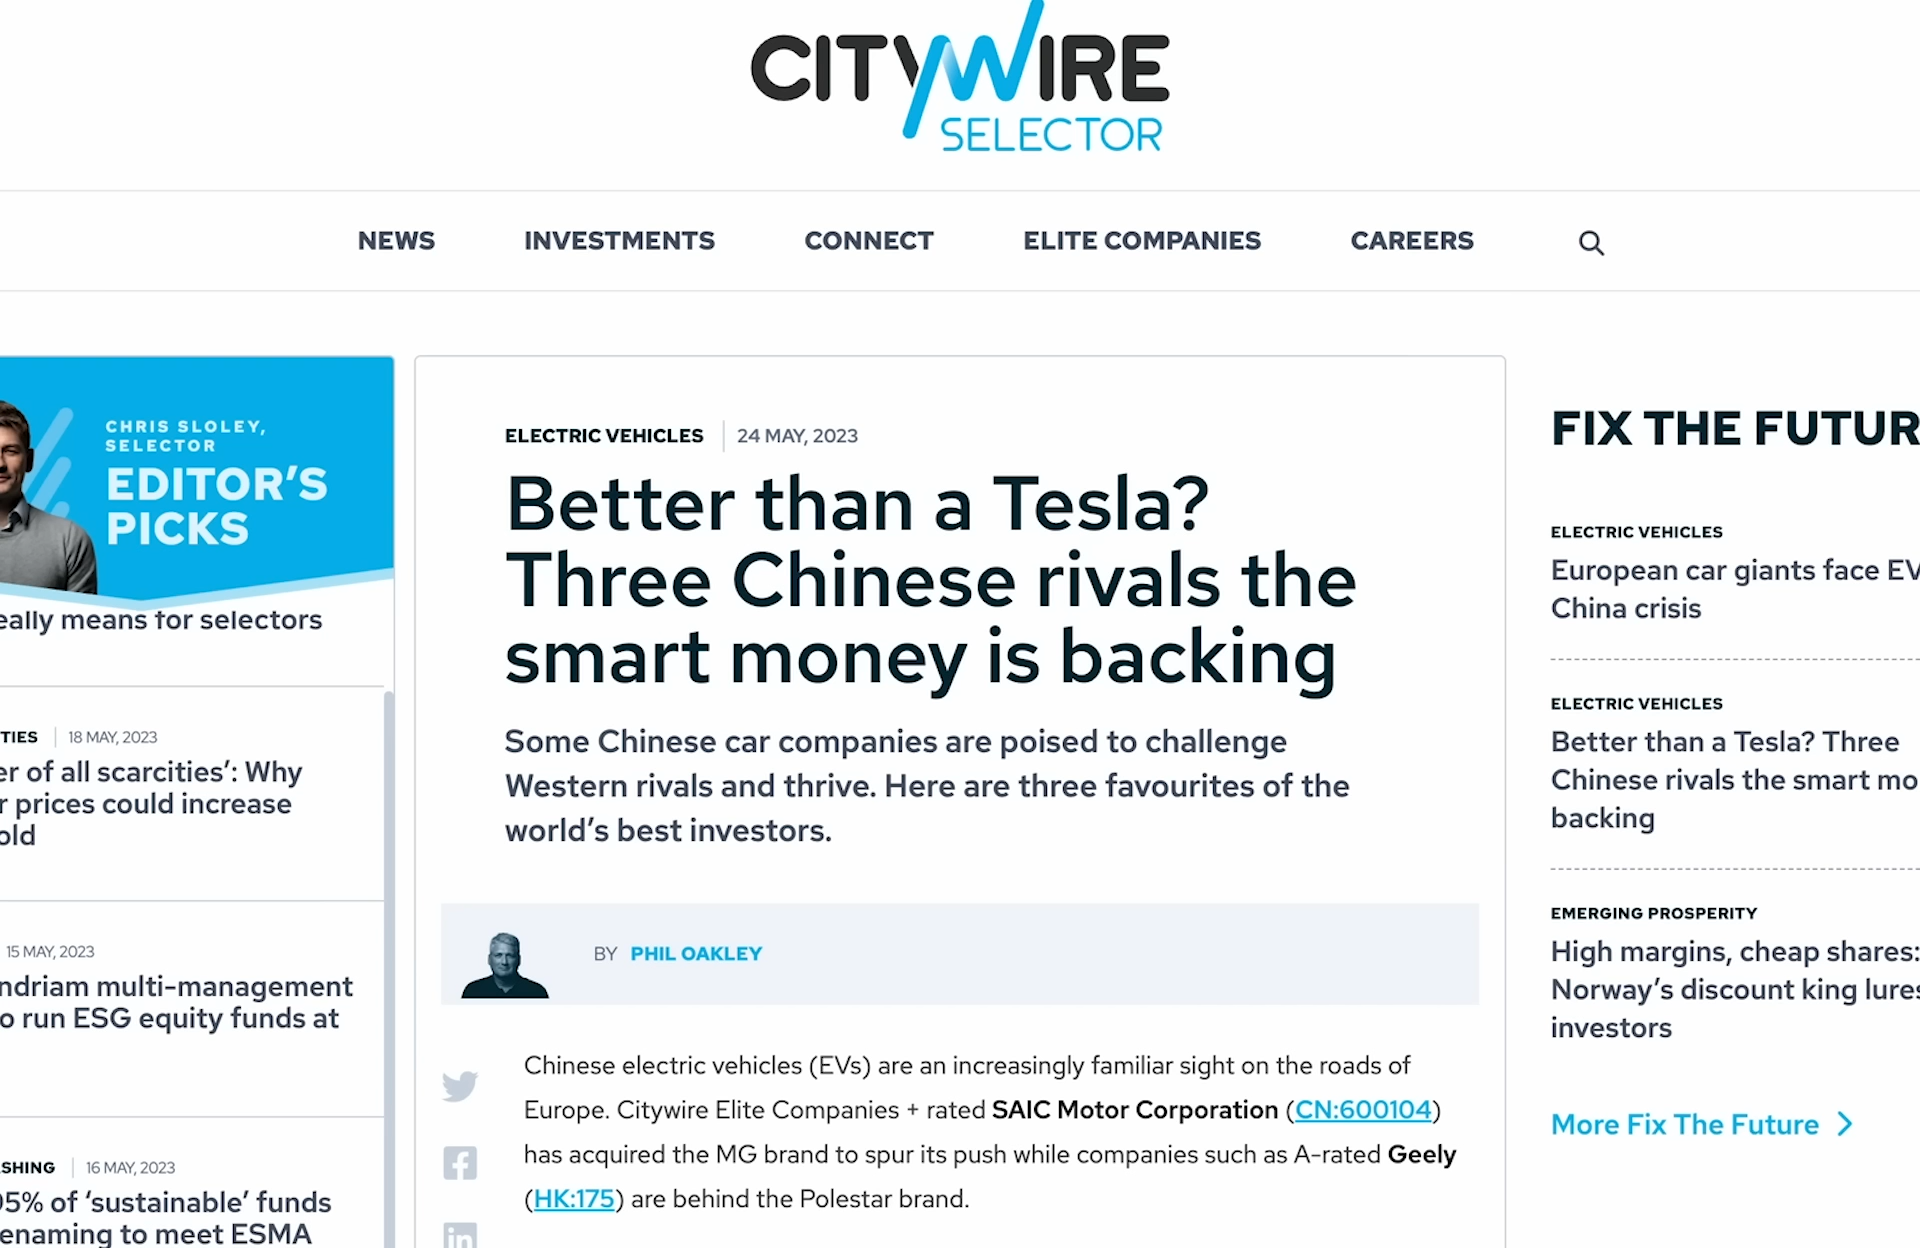 CITYWIRE
SELECTOR
NEWS
INVESTMENTS
CONNECT
ELITE COMPANIES
CAREERS
CHRIS SLOLEY,
SELECTOR
EDITOR'S
PICKS
eally means for selectors
TIES
18 MAY, 2023
er of all scarcities’: Why
r prices could increase
old
15 MAY, 2023
ndriam multi-management
o run ESG equity funds at
SHING
16 MAY, 2023
95% of ‘sustainable’ funds
enaming to meet ESMA
ELECTRIC VEHICLES
24 MAY, 2023
Better than a Tesla?
Three Chinese rivals the
smart money is backing
Some Chinese car companies are poised to challenge
Western rivals and thrive. Here are three favourites of the
world’s best investors.
BY PHIL OAKLEY
Chinese electric vehicles (EVs) are an increasingly familiar sight on the roads of
Europe. Citywire Elite Companies + rated SAIC Motor Corporation (CN:600104)
has acquired the MG brand to spur its push while companies such as A-rated Geely
(HK:175) are behind the Polestar brand.
FIX THE FUTUR
ELECTRIC VEHICLES
European car giants face EV
China crisis
ELECTRIC VEHICLES
Better than a Tesla? Three
Chinese rivals the smart mo
backing
EMERGING PROSPERITY
High margins, cheap shares:
Norway’s discount king lures
investors
More Fix The Future